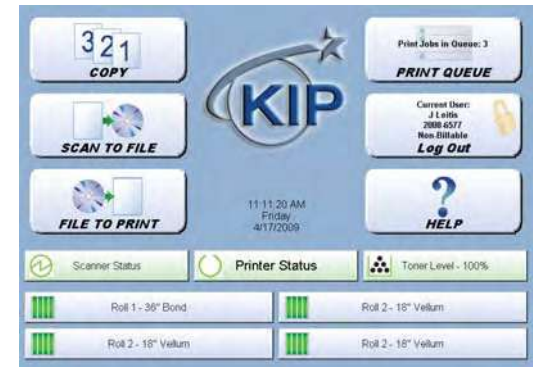 3 2 1
COPY
SCAN TO FILE
FILE TO PRINT
KIP
11:11:20 AM
Friday
4/17/2009
Print Jobs in Queue: 3
PRINT QUEUE
Current User:
J Leitis
2008-6577
Non-Billable
Log Out
?
HELP
Scanner Status
Printer Status
Toner Level - 100%
Roll 1 - 36" Bond
Roll 2 - 18" Vellum
Roll 2 - 18" Vellum
Roll 2 - 18" Vellum